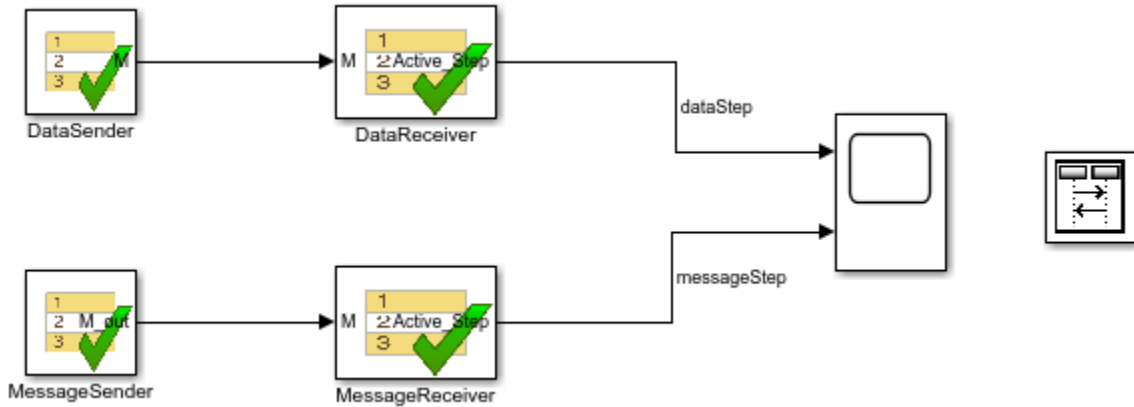 1
2 M
3
DataSender
1
M 2 Active_Step
3
DataReceiver
dataStep
1
2 M_out
3
MessageSender
1
M 2 Active_Step
3
MessageReceiver
messageStep